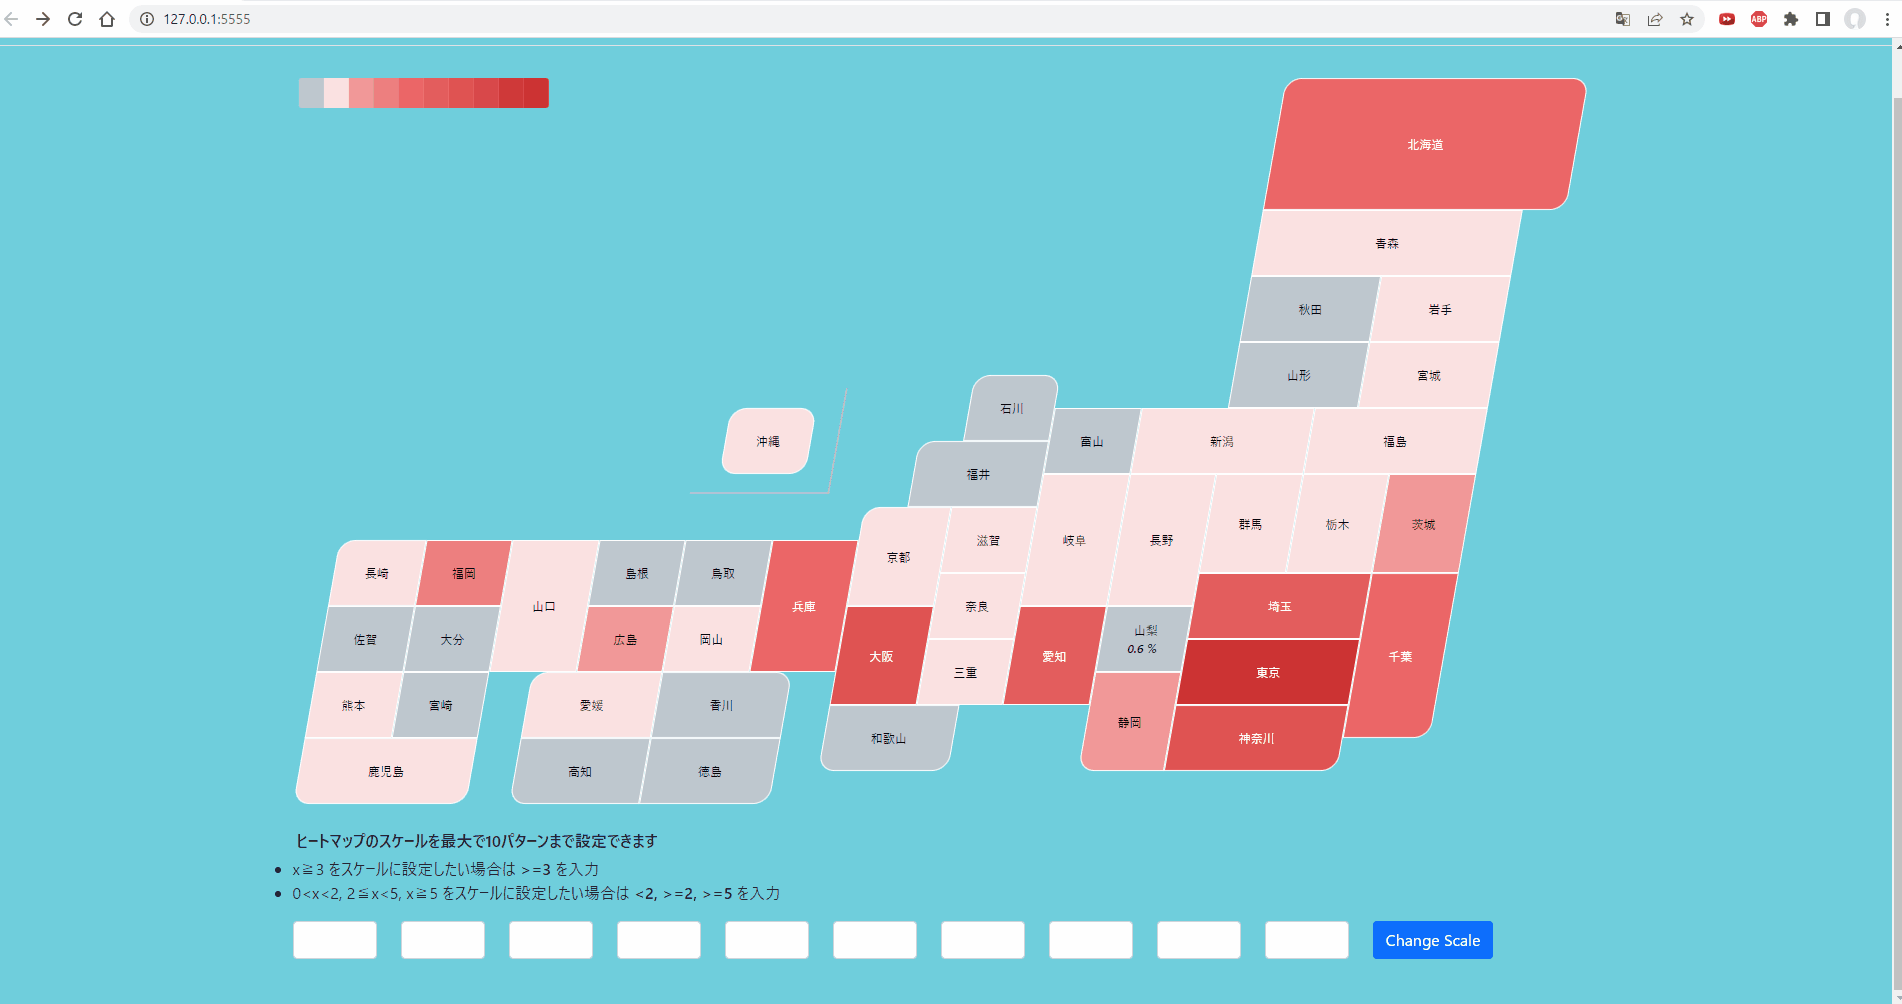 127.0.0.1:5555
ABP
北海道
青森
秋田
岩手
山形
宮城
石川
沖縄
富山
新潟
福島
福井
京都
滋賀
岐阜
長野
群馬
栃木
茨城
長崎
福岡
山口
島根
鳥取
兵庫
奈良
埼玉
佐賀
大分
広島
岡山
大阪
愛知
山梨
0.6 %
千葉
三重
東京
熊本
宮崎
愛媛
香川
静岡
和歌山
神奈川
鹿児島
高知
徳島
ヒートマップのスケールを最大で10パターンまで設定できます
x≧3 をスケールに設定したい場合は >=3 を入力
0<x<2, 2≦x<5, x≧5 をスケールに設定したい場合は <2, >=2, >=5 を入力
Change Scale